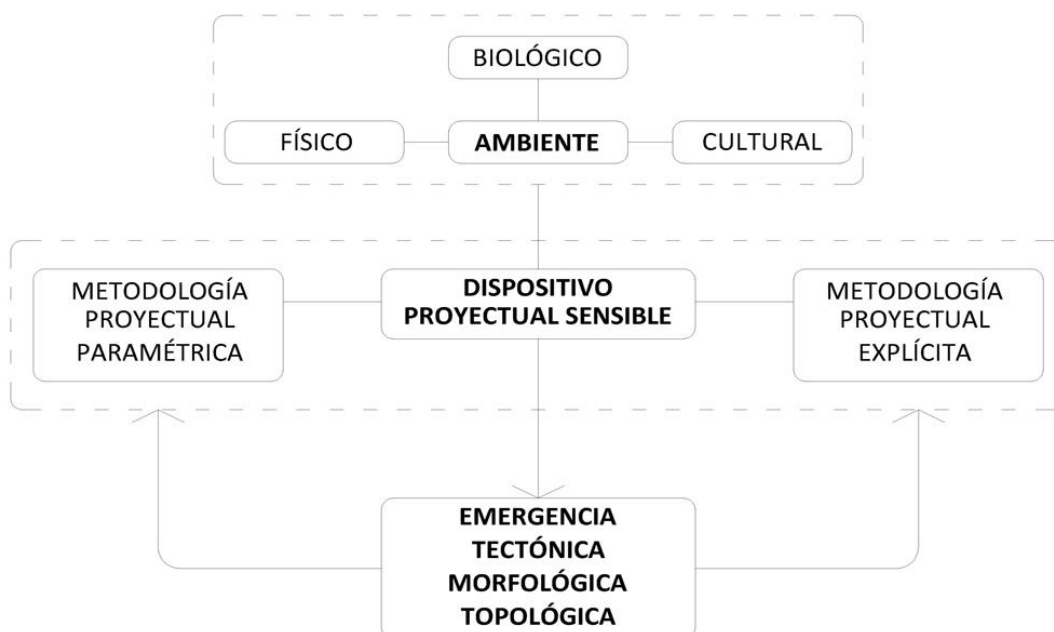 BIOLÓGICO
FÍSICO
AMBIENTE
CULTURAL
METODOLOGÍA
PROYECTUAL
PARAMÉTRICA
DISPOSITIVO
PROYECTUAL SENSIBLE
METODOLOGÍA
PROYECTUAL
EXPLÍCITA
EMERGENCIA
TECTÓNICA
MORFOLÓGICA
TOPOLÓGICA